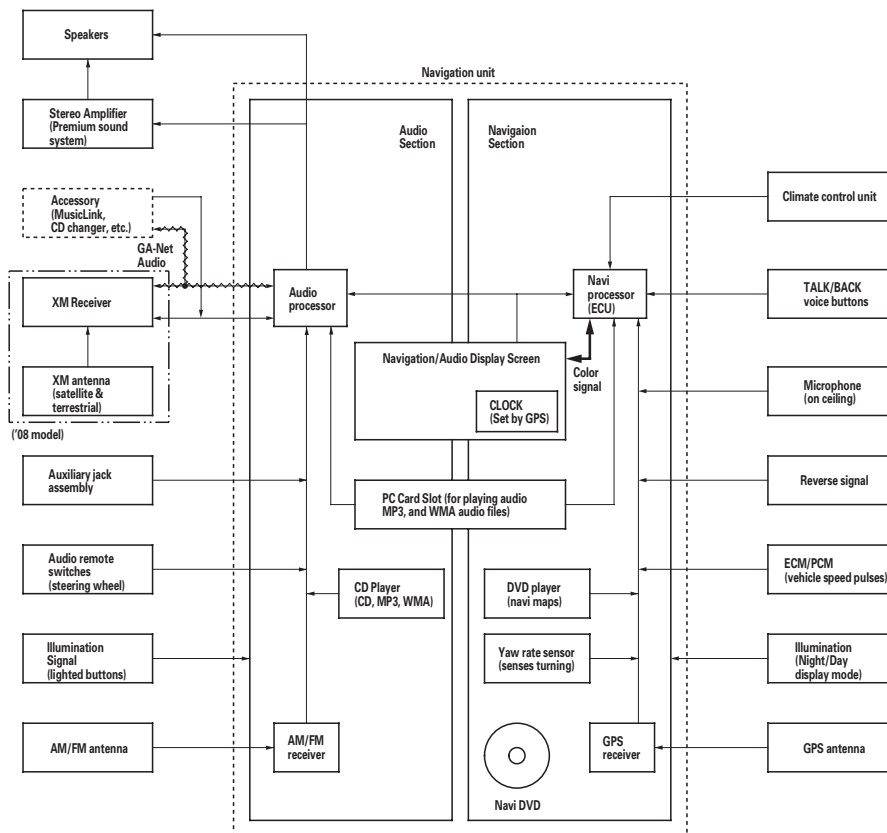 Speakers
Navigation unit
Stereo Amplifier
(Premium sound
system)
Audio
Section
Navigaion
Section
Accessory
(MusicLink,
CD changer, etc.)
Climate control unit
GA-Net
Audio
XM Receiver
Audio
processor
Navi
processor
(ECU)
TALK/BACK
voice buttons
Navigation/Audio Display Screen
Color
signal
XM antenna
(satellite &
terrestrial)
CLOCK
(Set by GPS)
Microphone
(on ceiling)
('08 model)
Auxiliary jack
assembly
PC Card Slot (for playing audio
MP3, and WMA audio files)
Reverse signal
Audio remote
switches
(steering wheel)
CD Player
(CD, MP3, WMA)
DVD player
(navi maps)
ECM/PCM
(vehicle speed pulses)
Illumination
Signal
(lighted buttons)
Yaw rate sensor
(senses turning)
Illumination
(Night/Day
display mode)
AM/FM antenna
AM/FM
receiver
GPS
receiver
GPS antenna
Navi DVD